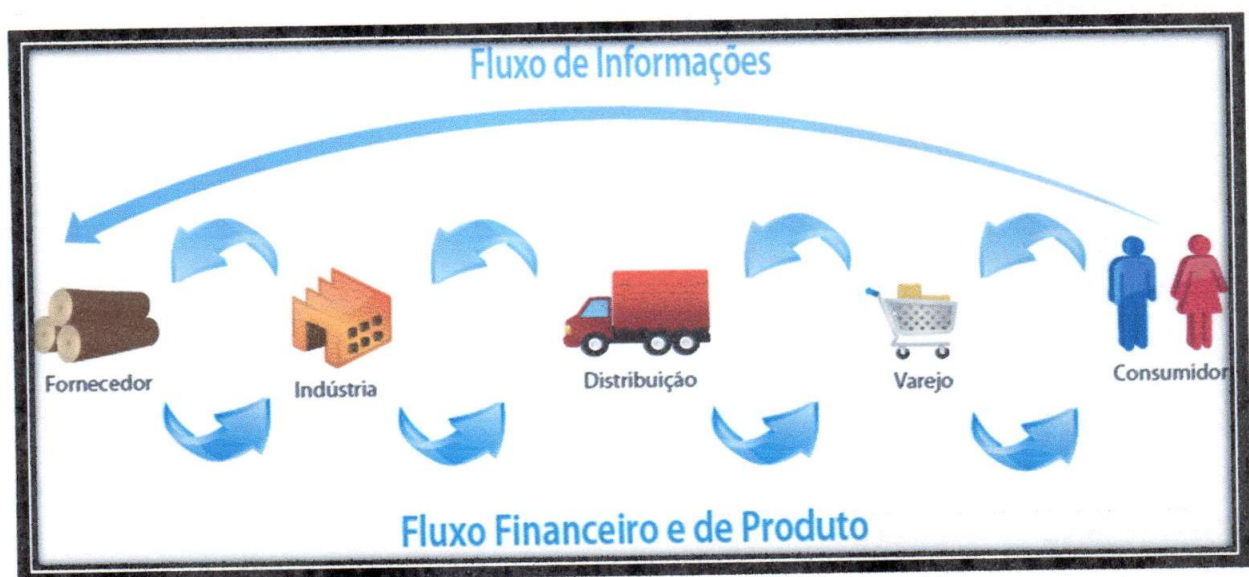 Fluxo de Informações
Fornecedor
Indústria
Distribuição
Varejo
Consumidor
Fluxo Financeiro e de Produto